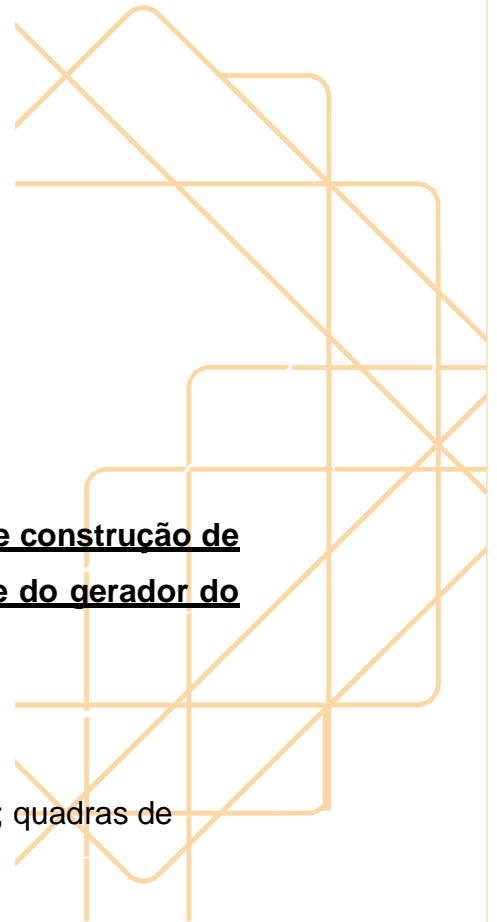 e construção de
e do gerador do
; quadras de